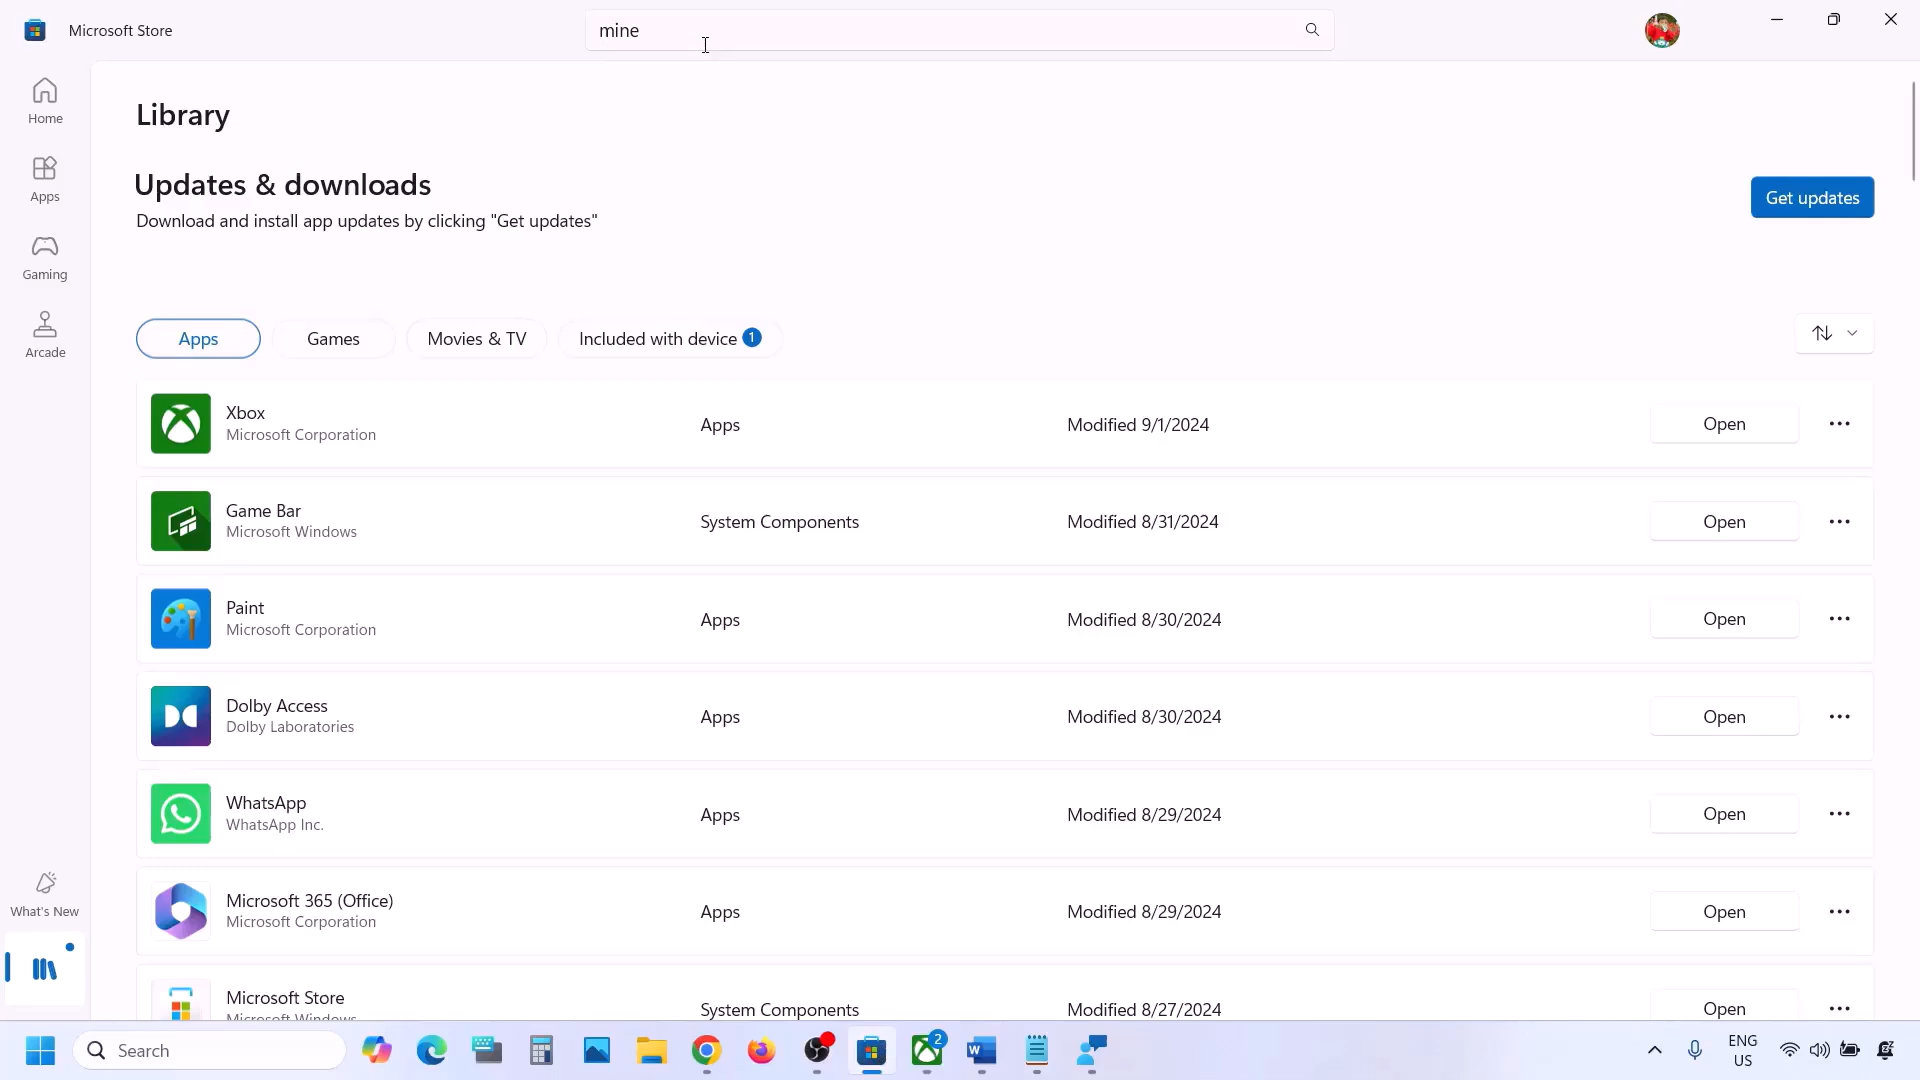 Microsoft Store
mine
Home
Apps
Gaming
Arcade
What's New
Library
Updates & downloads
Download and install app updates by clicking "Get updates"
Get updates
Apps
Games
Movies & TV
Included with device 1
Xbox
Microsoft Corporation
Apps
Modified 9/1/2024
Open
Game Bar
Microsoft Windows
System Components
Modified 8/31/2024
Open
Paint
Microsoft Corporation
Apps
Modified 8/30/2024
Open
Dolby Access
Dolby Laboratories
Apps
Modified 8/30/2024
Open
WhatsApp
WhatsApp Inc.
Apps
Modified 8/29/2024
Open
Microsoft 365 (Office)
Microsoft Corporation
Apps
Modified 8/29/2024
Open
Microsoft Store
Microsoft Windows
System Components
Modified 8/27/2024
Open
Search
2
ENG
US